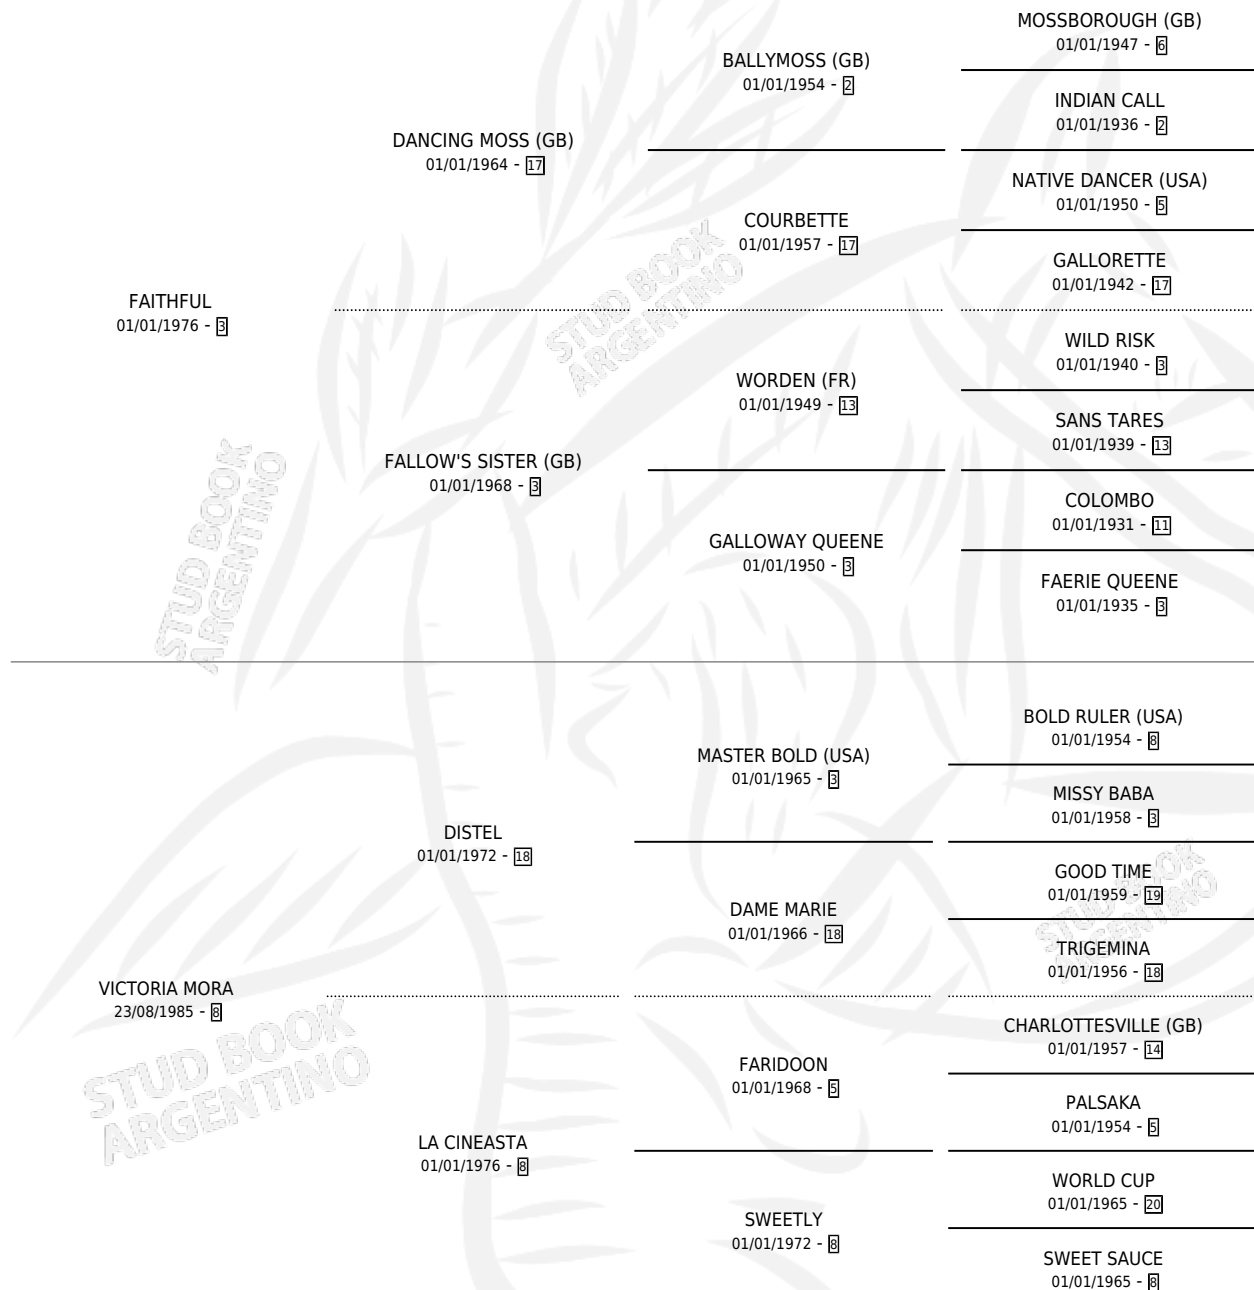 MOSSBOROUGH (GB)
01/01/1947 - 6
BALLYMOSS (GB)
01/01/1954 - 2
INDIAN CALL
01/01/1936 - 2
DANCING MOSS (GB)
01/01/1964 - 17
NATIVE DANCER (USA)
01/01/1950 - 5
COURBETTE
01/01/1957 - 17
GALLORETTE
01/01/1942 - 17
FAITHFUL
01/01/1976 - 3
WILD RISK
01/01/1940 - 3
WORDEN (FR)
01/01/1949 - 13
SANS TARES
01/01/1939 - 13
FALLOW'S SISTER (GB)
01/01/1968 - 3
COLOMBO
01/01/1931 - 11
GALLOWAY QUEENE
01/01/1950 - 3
FAERIE QUEENE
01/01/1935 - 3
BOLD RULER (USA)
01/01/1954 - 8
MASTER BOLD (USA)
01/01/1965 - 3
MISSY BABA
01/01/1958 - 3
DISTEL
01/01/1972 - 18
GOOD TIME
01/01/1959 - 19
DAME MARIE
01/01/1966 - 18
TRIGEMINA
01/01/1956 - 18
VICTORIA MORA
23/08/1985 - 8
CHARLOTTESVILLE (GB)
01/01/1957 - 14
FARIDOON
01/01/1968 - 5
PALSAKA
01/01/1954 - 5
LA CINEASTA
01/01/1976 - 8
WORLD CUP
01/01/1965 - 20
SWEETLY
01/01/1972 - 8
SWEET SAUCE
01/01/1965 - 8
STUD BOOK
ARGENTINO
STUD BOOK
ARGENTINO
STUD BOOK
ARGENTINO
STUD BOOK
ARGENTINO